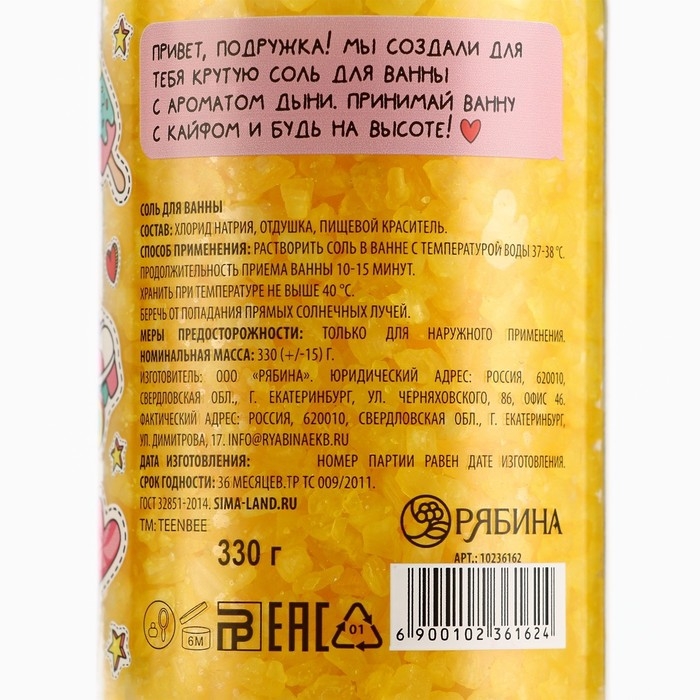 ПРИВЕТ, ПОДРУЖКА! МЫ СОЗДАЛИ ДЛЯ
ТЕБЯ КРУТУЮ СОЛЬ ДЛЯ ВАННЫ
С АРОМАТОМ ДЫНИ. ПРИНИМАЙ ВАННУ
С КАЙФОМ И БУДЬ НА ВЫСОТЕ!
СОЛЬ ДЛЯ ВАННЫ
СОСТАВ: ХЛОРИД НАТРИЯ, ОТДУШКА, ПИЩЕВОЙ КРАСИТЕЛЬ.
СПОСОБ ПРИМЕНЕНИЯ: РАСТВОРИТЬ СОЛЬ В ВАННЕ С ТЕМПЕРАТУРОЙ ВОДЫ 37-38 °С.
ПРОДОЛЖИТЕЛЬНОСТЬ ПРИЕМА ВАННЫ 10-15 МИНУТ.
ХРАНИТЬ ПРИ ТЕМПЕРАТУРЕ НЕ ВЫШЕ 40 °С.
БЕРЕЧЬ ОТ ПОПАДАНИЯ ПРЯМЫХ СОЛНЕЧНЫХ ЛУЧЕЙ.
МЕРЫ ПРЕДОСТОРОЖНОСТИ: ТОЛЬКО ДЛЯ НАРУЖНОГО ПРИМЕНЕНИЯ.
НОМИНАЛЬНАЯ МАССА: 330 (+/-15) Г.
ИЗГОТОВИТЕЛЬ: ООО «РЯБИНА». ЮРИДИЧЕСКИЙ АДРЕС: РОССИЯ, 620010,
СВЕРДЛОВСКАЯ ОБЛ., Г. ЕКАТЕРИНБУРГ, УЛ. ЧЕРНЯХОВСКОГО, 86, ОФИС 46.
ФАКТИЧЕСКИЙ АДРЕС: РОССИЯ, 620010, СВЕРДЛОВСКАЯ ОБЛ., Г. ЕКАТЕРИНБУРГ,
УЛ. ДИМИТРОВА, 17. INFO@RYABINAEKB.RU
ДАТА ИЗГОТОВЛЕНИЯ: НОМЕР ПАРТИИ РАВЕН ДАТЕ ИЗГОТОВЛЕНИЯ.
СРОК ГОДНОСТИ: 36 МЕСЯЦЕВ.ТР ТС 009/2011.
ГОСТ 32851-2014. SIMA-LAND.RU
ТМ: TEENBEE
РЯБИНА
330 г
АРТ.: 10236162
6М
EAC
01
6 900102 361624